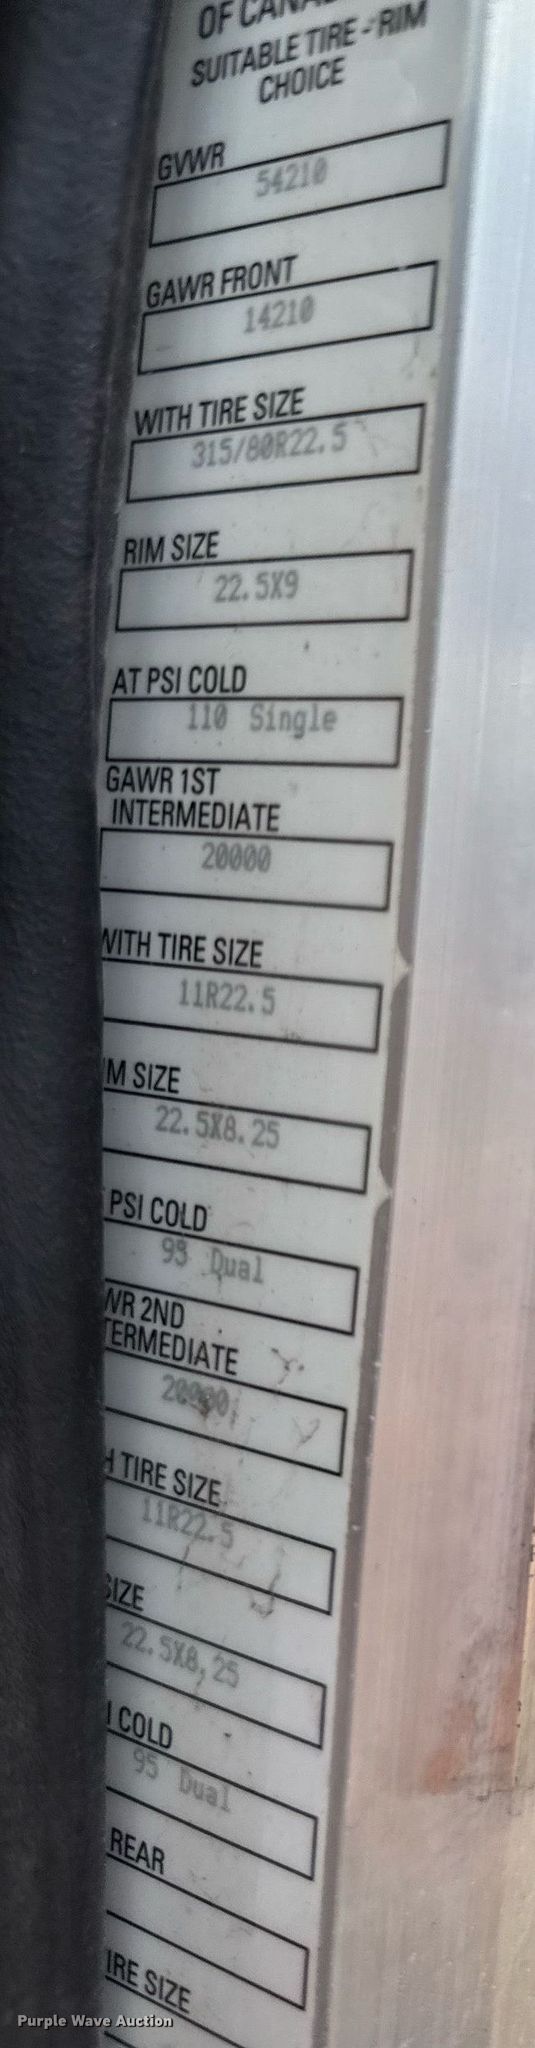 OF CANA
SUITABLE TIRE - RIM
CHOICE
GVWR
54210
GAWR FRONT
14210
WITH TIRE SIZE
315/80R22.5
RIM SIZE
22.5X9
AT PSI COLD
110 Single
GAWR 1ST
INTERMEDIATE
20000
WITH TIRE SIZE
11R22.5
IM SIZE
22.5X8.25
PSI COLD
95 Dual
WR 2ND
TERMEDIATE
20000
H TIRE SIZE
11R22.5
SIZE
22.5X8.25
I COLD
95 Dual
REAR
IRE SIZE
Purple Wave Auction